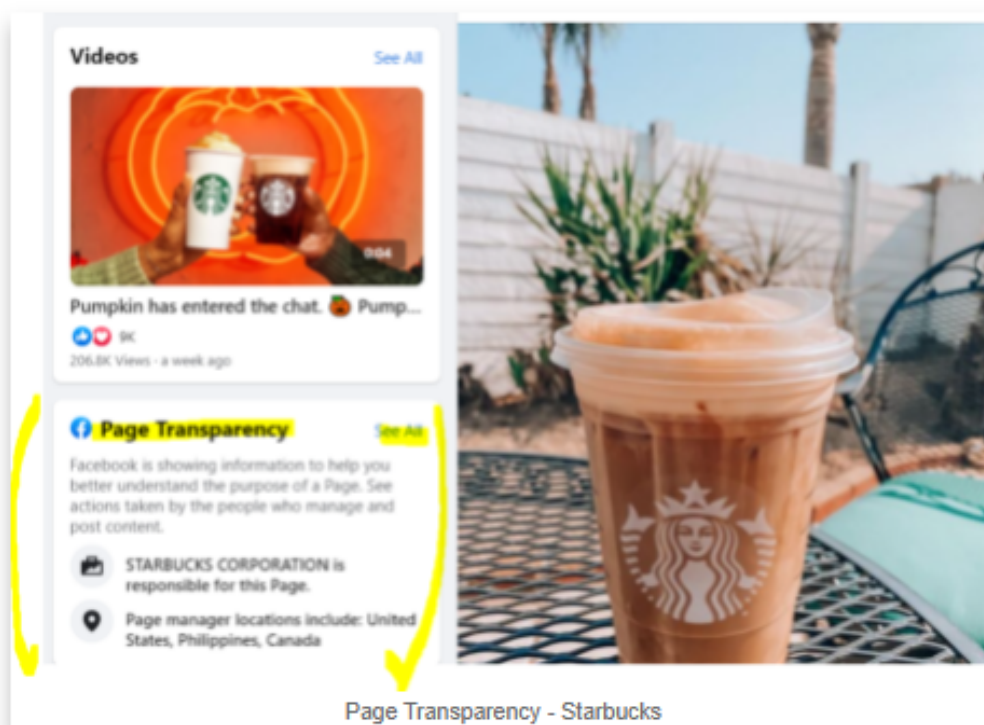 Videos
See All
0:04
Pumpkin has entered the chat. 🎃 Pump...
9K
206.8K Views · a week ago
Page Transparency
See All
Facebook is showing information to help you
better understand the purpose of a Page. See
actions taken by the people who manage and
post content.
STARBUCKS CORPORATION is
responsible for this Page.
Page manager locations include: United
States, Philippines, Canada
Page Transparency - Starbucks